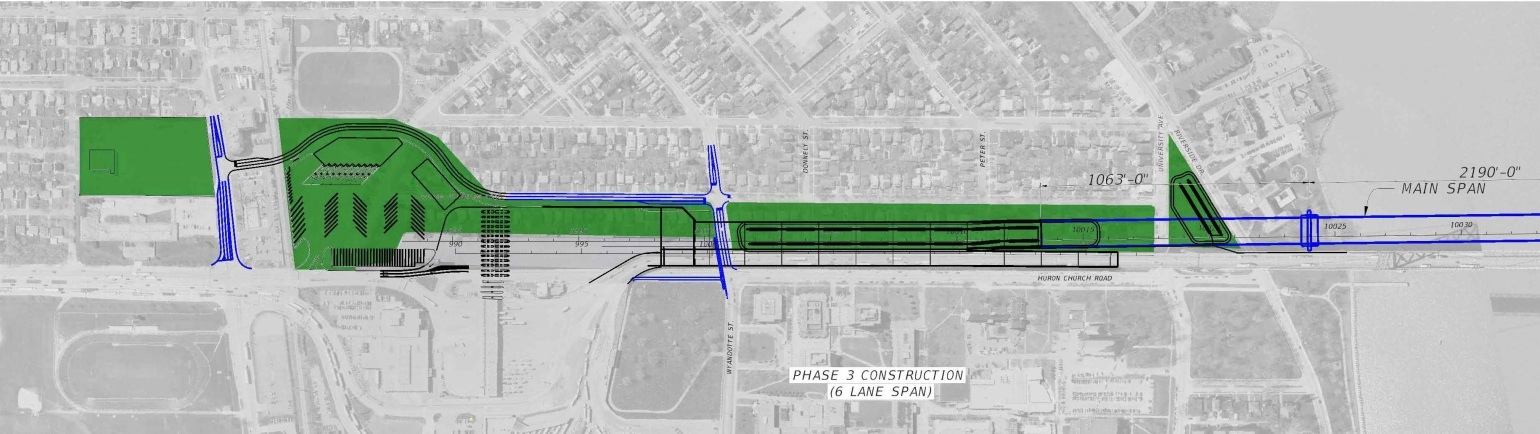 DONNELY ST.
PETER ST.
UNIVERSITY AVE.
RIVERSIDE DR.
1063'-0"
2190'-0"
MAIN SPAN
990
995
10015
10025
10030
HURON CHURCH ROAD
WYANDOTTE ST.
PHASE 3 CONSTRUCTION
(6 LANE SPAN)